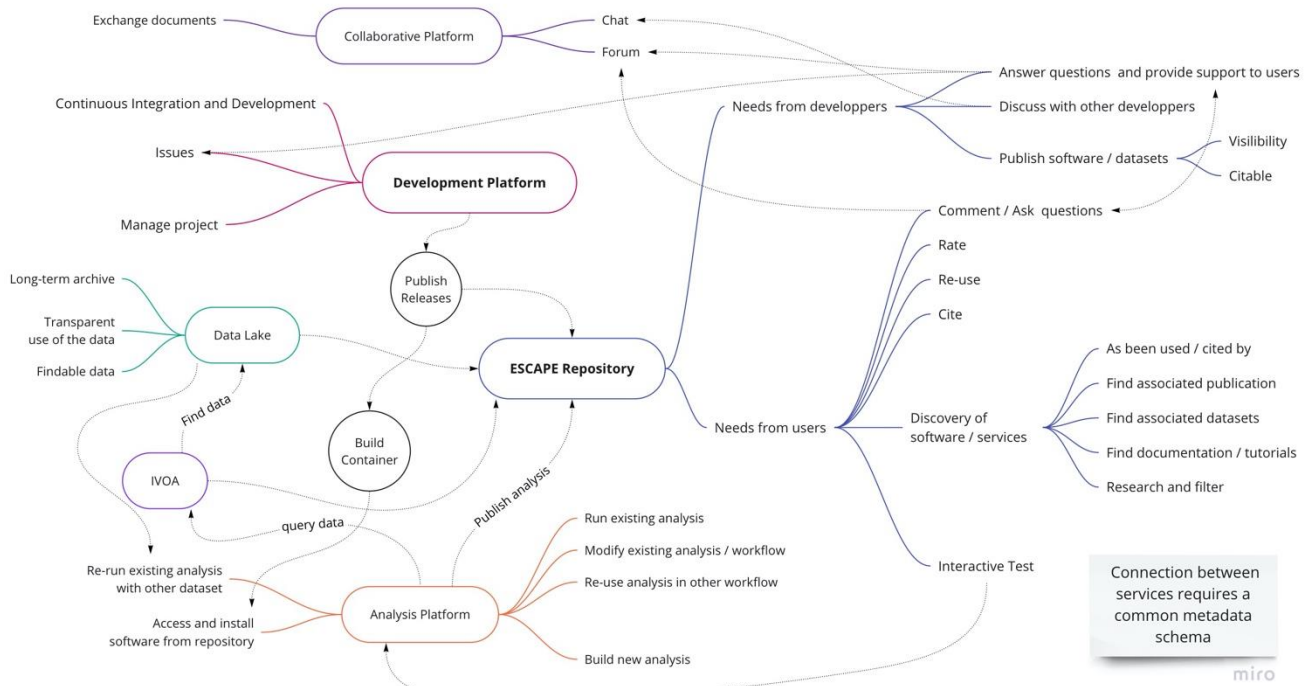 Exchange documents
Collaborative Platform
Chat
Forum
Answer questions and provide support to users
Needs from developpers
Discuss with other developpers
Publish software / datasets
Visilibility
Citable
Continuous Integration and Development
Issues
Development Platform
Manage project
Comment / Ask questions
Rate
Re-use
Cite
Long-term archive
Transparent
use of the data
Findable data
Data Lake
Publish
Releases
ESCAPE Repository
Find data
Build
Container
IVOA
query data
Publish analysis
Needs from users
Discovery of
software / services
As been used / cited by
Find associated publication
Find associated datasets
Find documentation / tutorials
Research and filter
Re-run existing analysis
with other dataset
Access and install
software from repository
Analysis Platform
Run existing analysis
Modify existing analysis / workflow
Re-use analysis in other workflow
Build new analysis
Interactive Test
Connection between
services requires a
common metadata
schema
miro